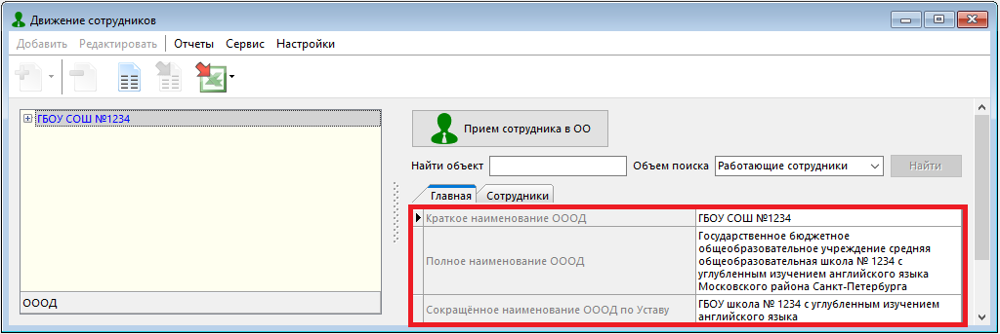 Движение сотрудников
Добавить Редактировать Отчеты Сервис Настройки
ГБОУ СОШ №1234
ОООД
Прием сотрудника в ОО
Найти объект Объем поиска Работающие сотрудники Найти
Главная Сотрудники
Краткое наименование ОООД ГБОУ СОШ №1234
Полное наименование ОООД
Государственное бюджетное
общеобразовательное учреждение средняя
общеобразовательная школа № 1234 с
углубленным изучением английского языка
Московского района Санкт-Петербурга
Сокращённое наименование ОООД по Уставу
ГБОУ школа № 1234 с углубленным изучением
английского языка